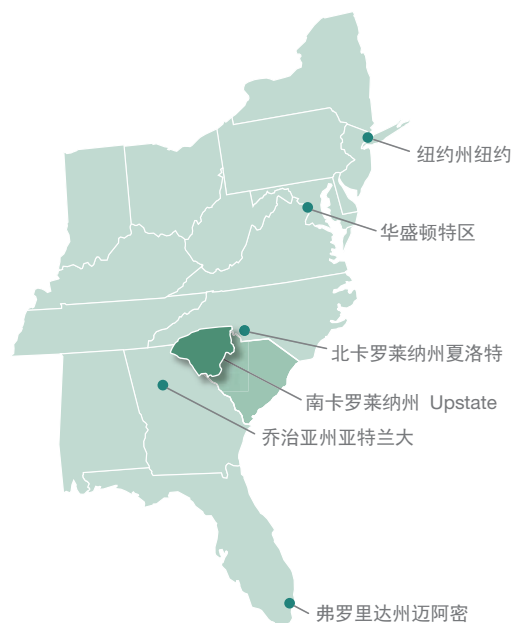 纽约州纽约
华盛顿特区
北卡罗莱纳州夏洛特
南卡罗莱纳州 Upstate
乔治亚州亚特兰大
弗罗里达州迈阿密